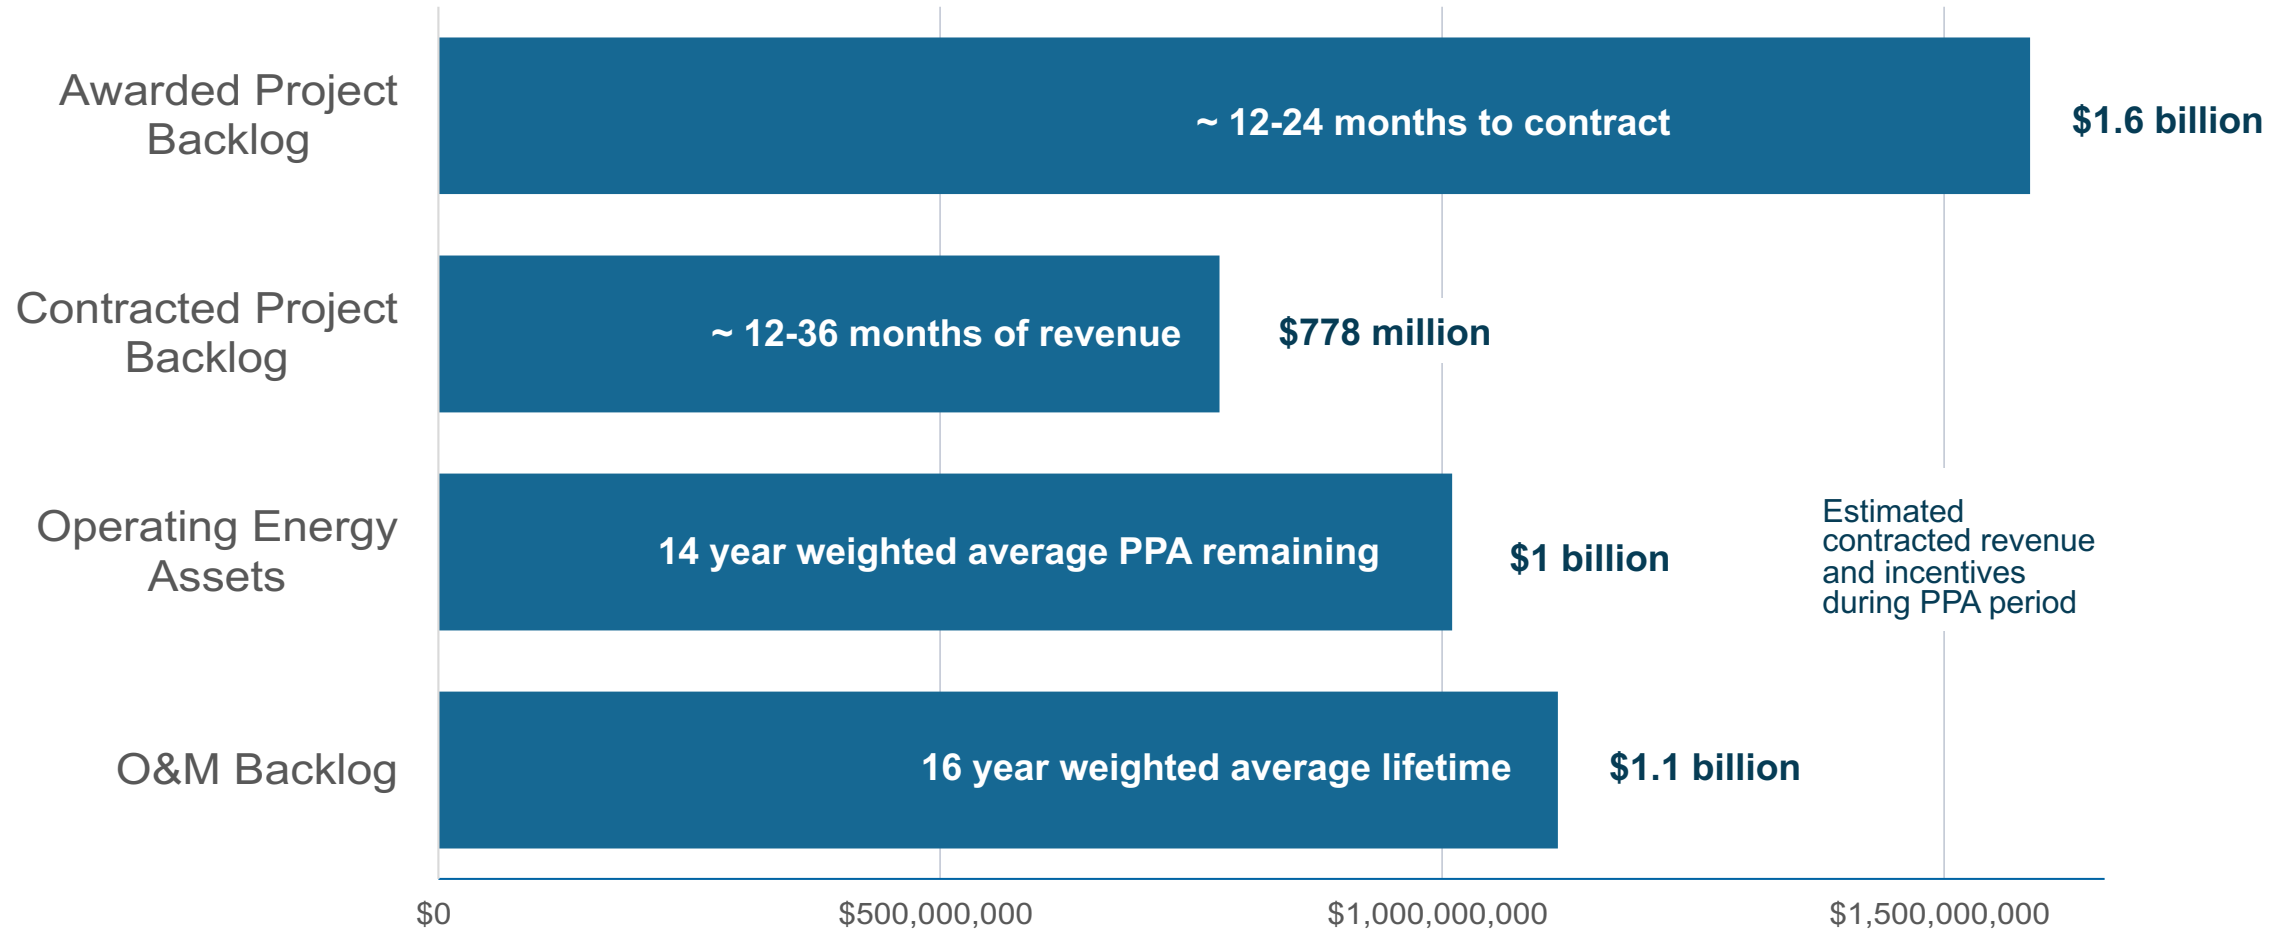 Awarded Project
Backlog
~ 12-24 months to contract
$1.6 billion
Contracted Project
Backlog
~ 12-36 months of revenue
$778 million
Operating Energy
Assets
14 year weighted average PPA remaining
$1 billion
Estimated
contracted revenue
and incentives
during PPA period
O&M Backlog
16 year weighted average lifetime
$1.1 billion
$0
$500,000,000
$1,000,000,000
$1,500,000,000